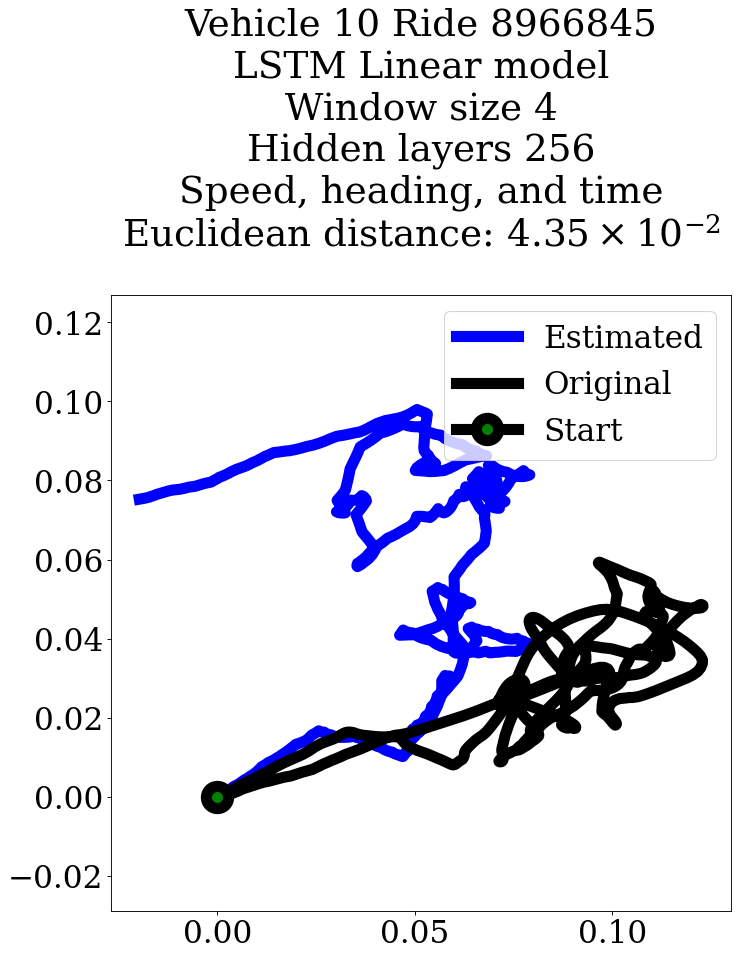 Vehicle 10 Ride 8966845
LSTM Linear model
Window size 4
Hidden layers 256
Speed, heading, and time
Euclidean distance: 4.35 × 10⁻²
Estimated
Original
Start
0.12
0.10
0.08
0.06
0.04
0.02
0.00
−0.02
0.00 0.05 0.10